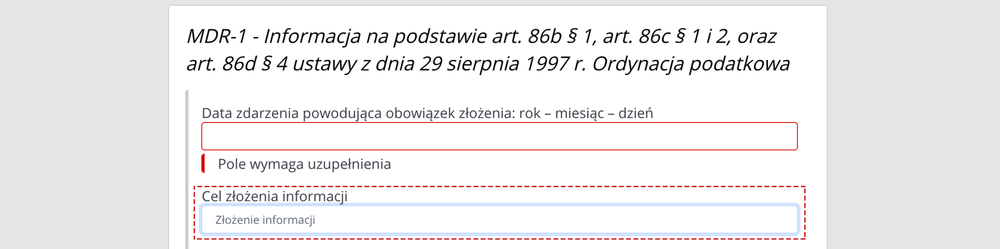 MDR-1 - Informacja na podstawie art. 86b § 1, art. 86c § 1 i 2, oraz
art. 86d § 4 ustawy z dnia 29 sierpnia 1997 r. Ordynacja podatkowa
Data zdarzenia powodująca obowiązek złożenia: rok – miesiąc – dzień
Pole wymaga uzupełnienia
Cel złożenia informacji
Złożenie informacji